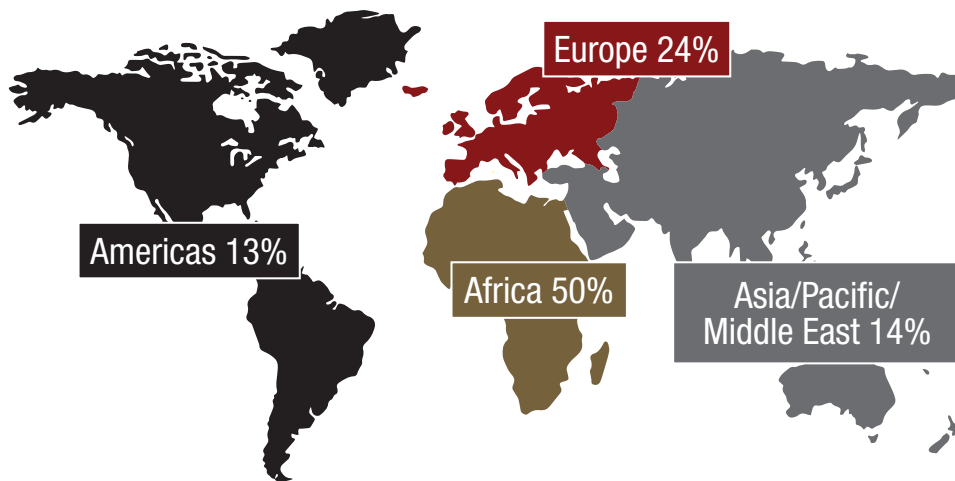 Europe 24%
Americas 13%
Africa 50%
Asia/Pacific/
Middle East 14%